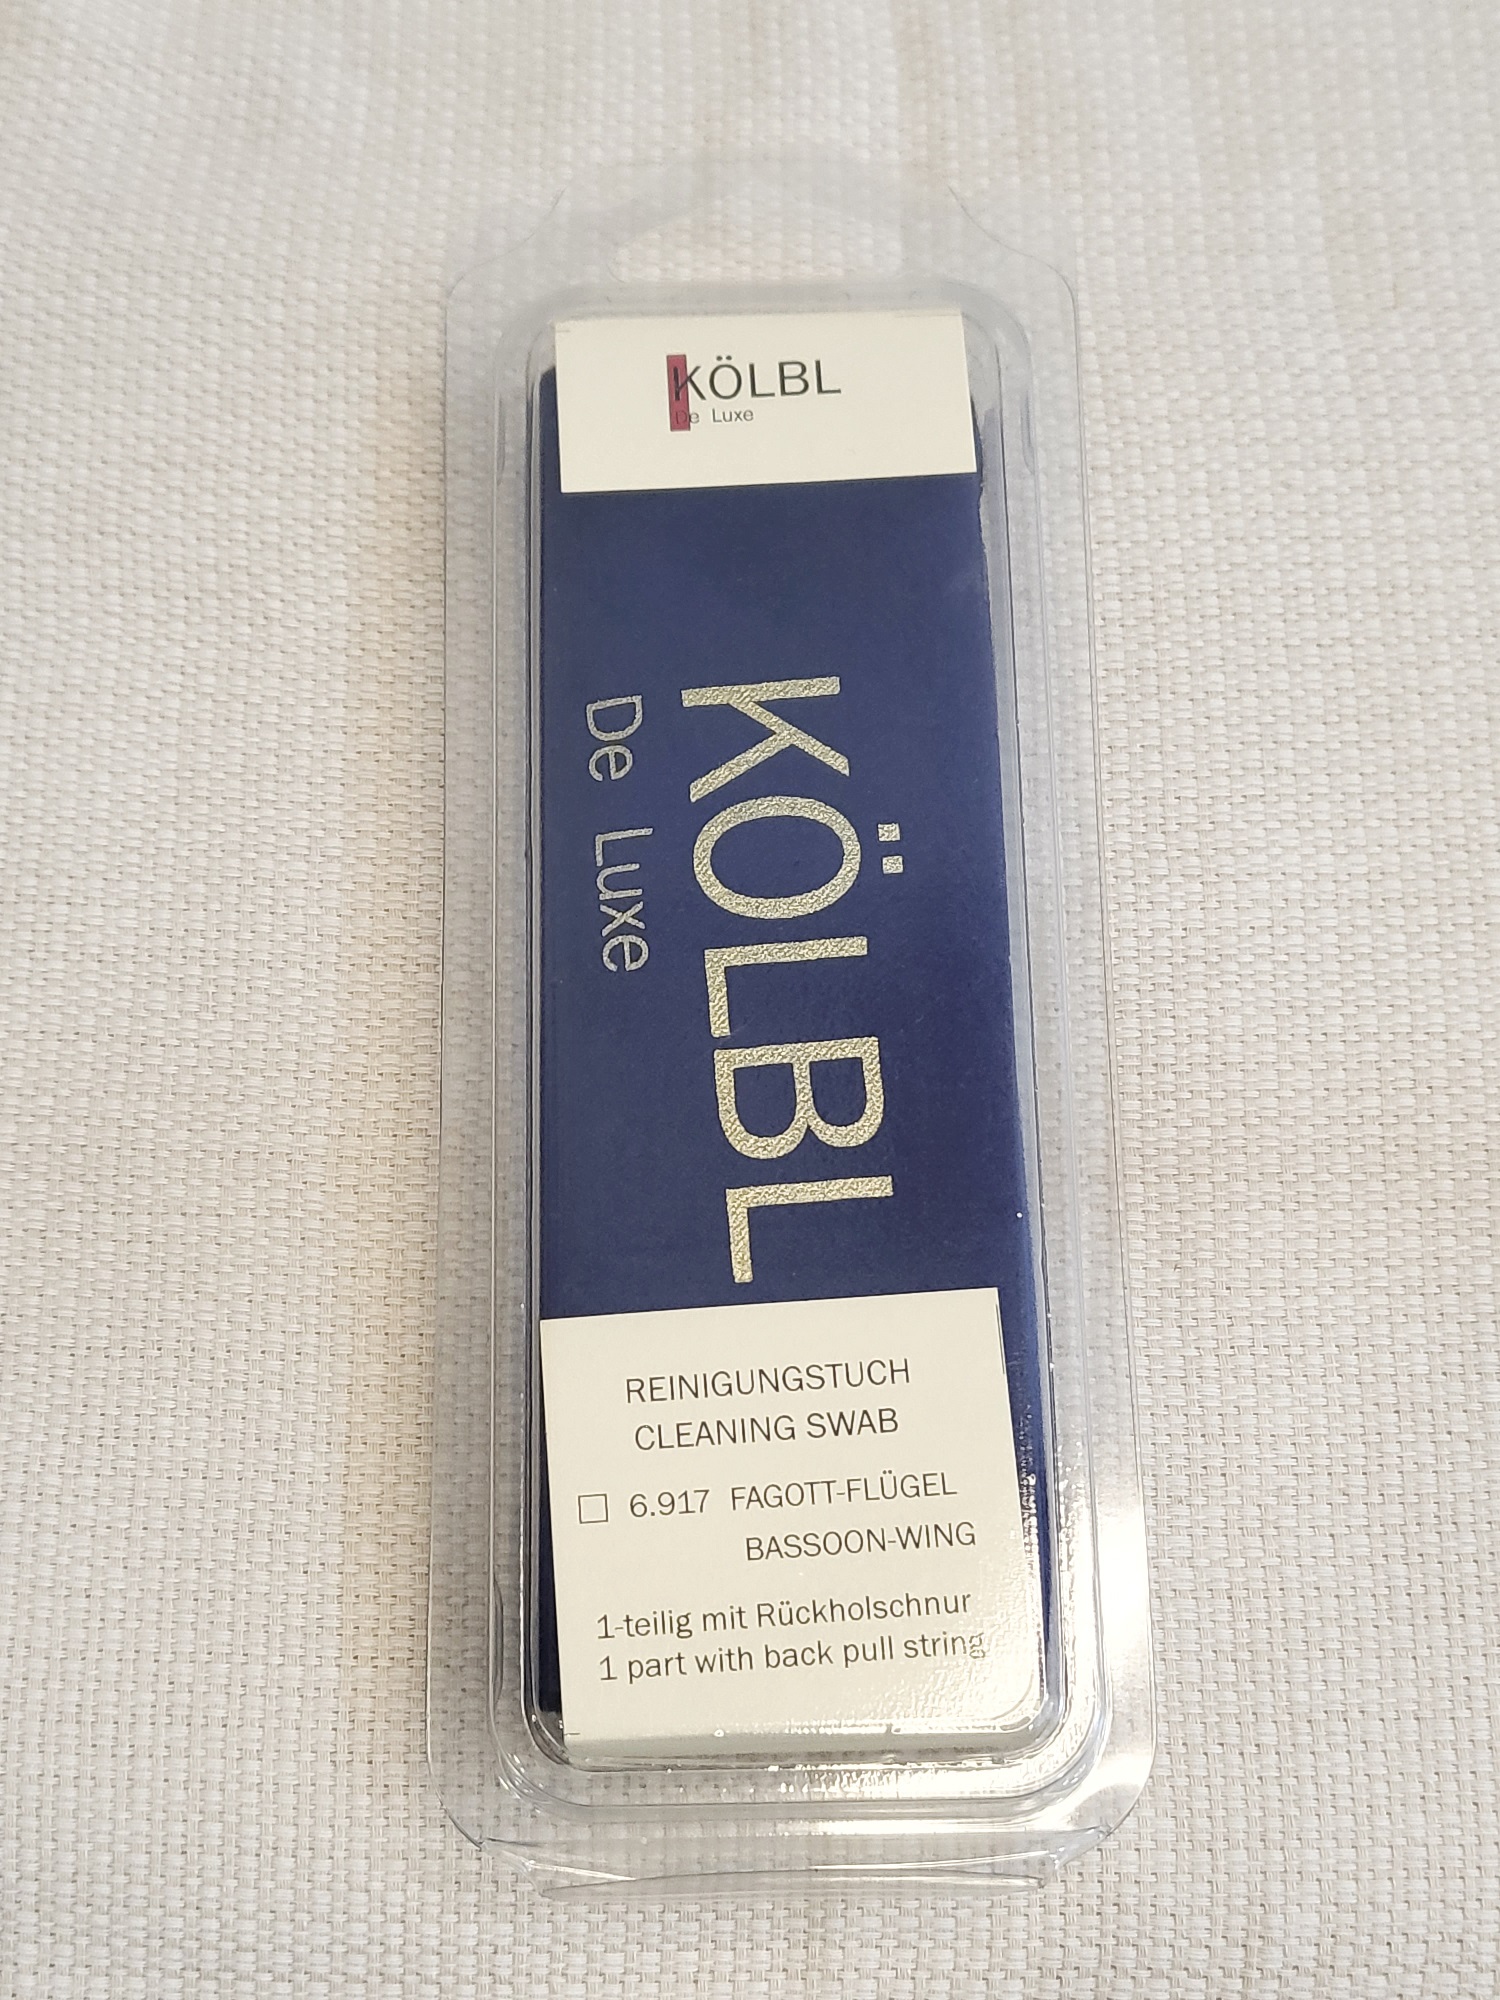 KÖLBL
De Luxe
KÖLBL
De Luxe
REINIGUNGSTUCH
CLEANING SWAB
6.917 FAGOTT-FLÜGEL
BASSOON-WING
1-teilig mit Rückholschnur
1 part with back pull string